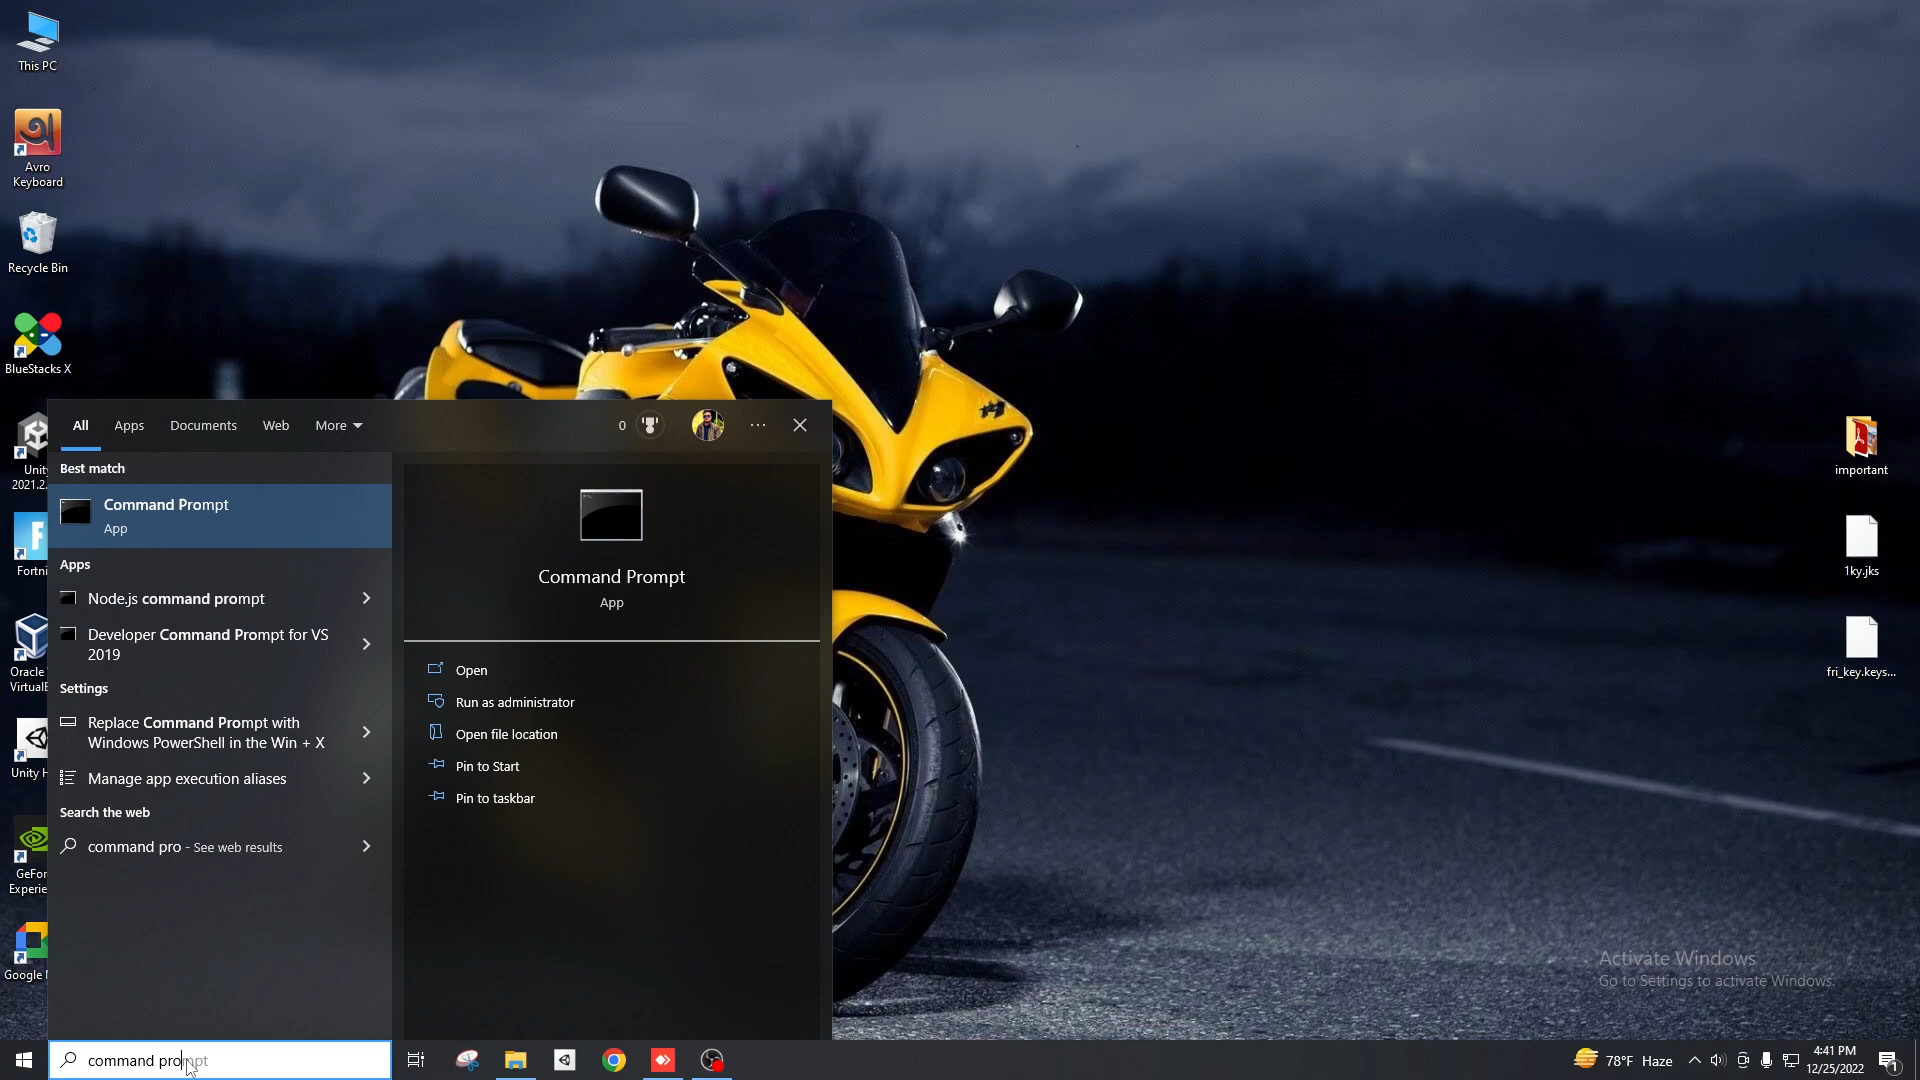 This PC
Avro
Keyboard
Recycle Bin
BlueStacks X
Unity
2021.2.
Fortni
Oracle
VirtualB
Unity H
GeFor
Experie
Google
All
Apps
Documents
Web
More
0
Best match
Command Prompt
App
Apps
Node.js command prompt
Developer Command Prompt for VS
2019
Settings
Replace Command Prompt with
Windows PowerShell in the Win + X
Manage app execution aliases
Search the web
command pro - See web results
Command Prompt
App
Open
Run as administrator
Open file location
Pin to Start
Pin to taskbar
important
1ky.jks
fri_key.keys...
Activate Windows
Go to Settings to activate Windows.
command prompt
78°F Haze
4:41 PM
12/25/2022
1